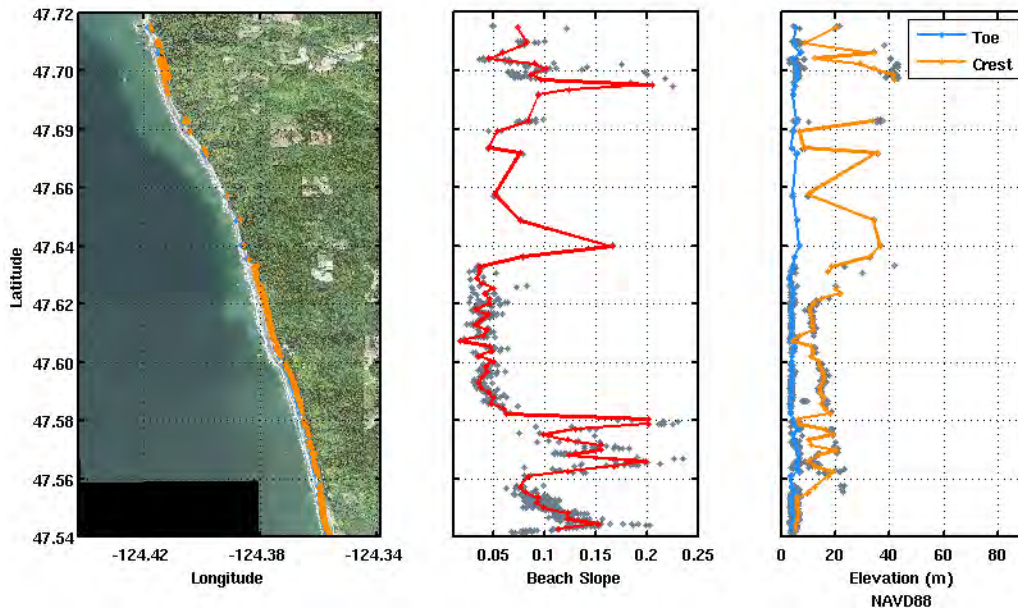 47.72
47.70
47.69
47.66
47.64
47.62
47.60
47.58
47.56
47.54
Latitude
-124.42 -124.38 -124.34
Longitude
0.05 0.1 0.15 0.2 0.25
Beach Slope
Toe
Crest
0 20 40 60 80
Elevation (m)
NAVD88